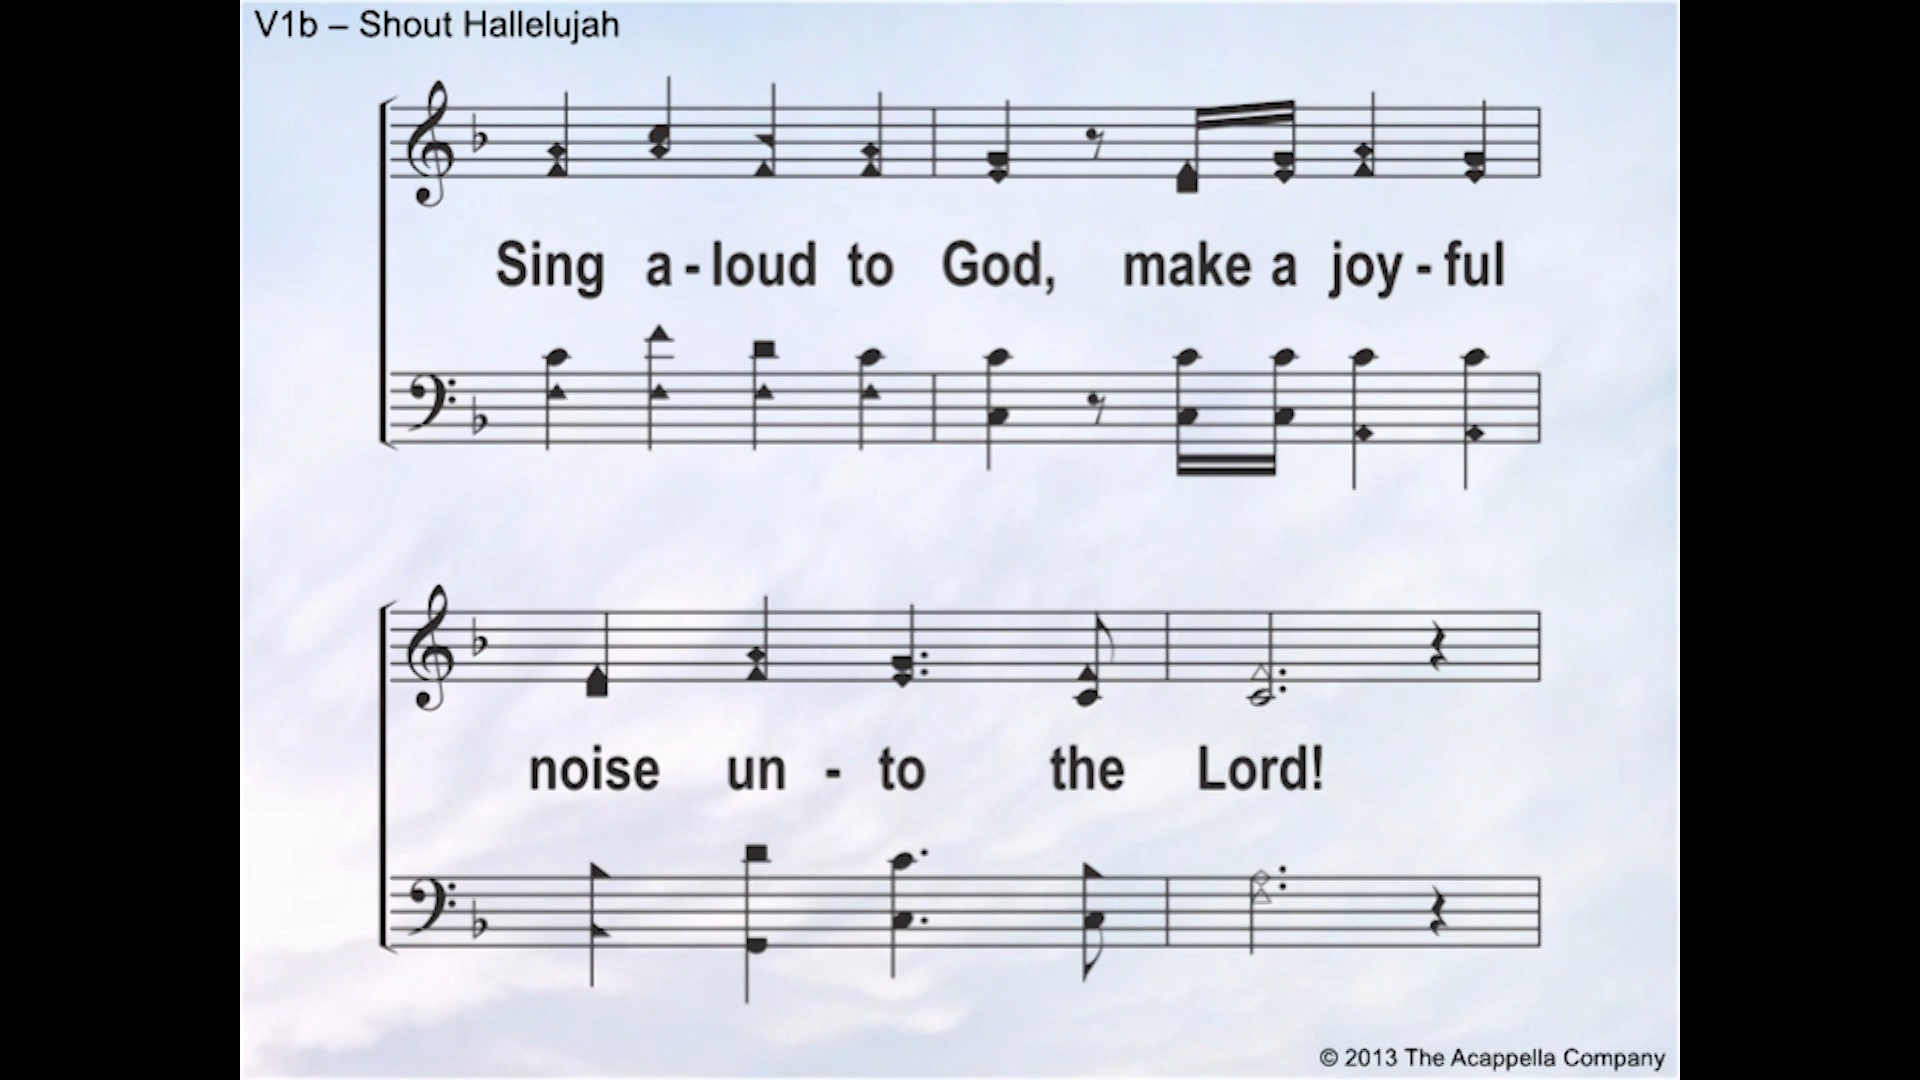 V1b – Shout Hallelujah
Sing a - loud to God, make a joy - ful
noise un - to the Lord!
© 2013 The Acappella Company